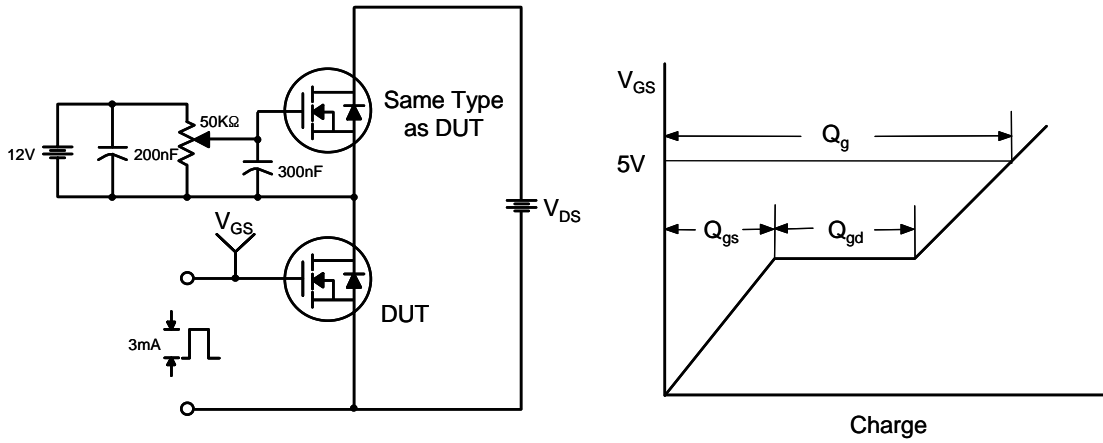 12V
200nF
50KΩ
300nF
Same Type
as DUT
V_DS
V_GS
DUT
3mA
V_GS
5V
Q_g
Q_gs
Q_gd
Charge